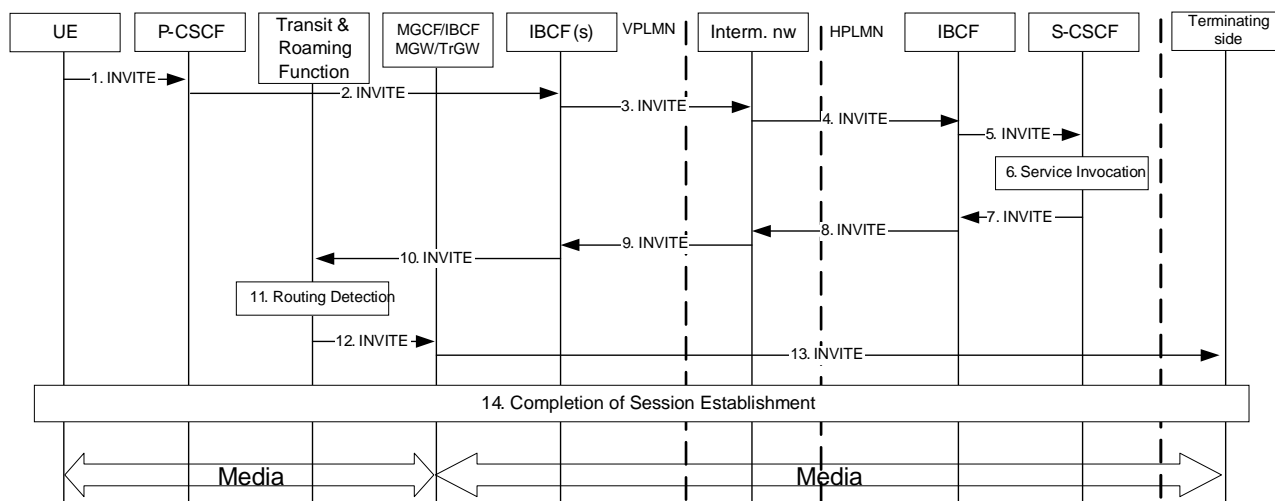 UE
P-CSCF
Transit &
Roaming
Function
MGCF/IBCF
MGW/TrGW
IBCF(s)
VPLMN
Interm. nw
HPLMN
IBCF
S-CSCF
Terminating
side
1. INVITE
2. INVITE
3. INVITE
4. INVITE
5. INVITE
6. Service Invocation
7. INVITE
8. INVITE
9. INVITE
10. INVITE
11. Routing Detection
12. INVITE
13. INVITE
14. Completion of Session Establishment
Media
Media